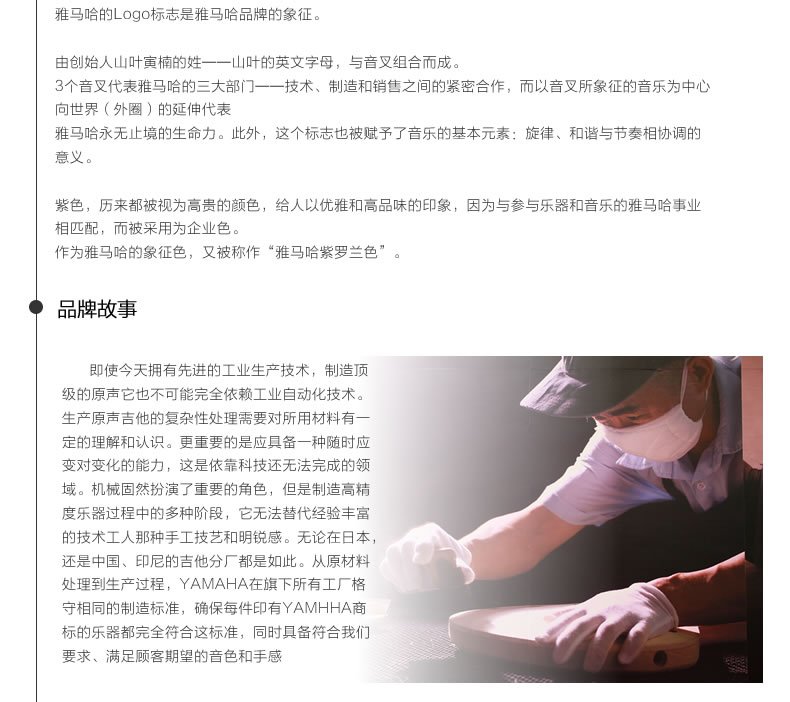 雅马哈的Logo标志是雅马哈品牌的象征。
由创始人山叶寅楠的姓——山叶的英文字母，与音叉组合而成。
3个音叉代表雅马哈的三大部门——技术、制造和销售之间的紧密合作，而以音叉所象征的音乐为中心
向世界（外圈）的延伸代表
雅马哈永无止境的生命力。此外，这个标志也被赋予了音乐的基本元素：旋律、和谐与节奏相协调的
意义。
紫色，历来都被视为高贵的颜色，给人以优雅和高品味的印象，因为与参与乐器和音乐的雅马哈事业
相匹配，而被采用为企业色。
作为雅马哈的象征色，又被称作“雅马哈紫罗兰色”。
品牌故事
即使今天拥有先进的工业生产技术，制造顶
级的原声它也不可能完全依赖工业自动化技术。
生产原声吉他的复杂性处理需要对所用材料有一
定的理解和认识。更重要的是应具备一种随时应
变对变化的能力，这是依靠科技还无法完成的领
域。机械固然扮演了重要的角色，但是制造高精
度乐器过程中的多种阶段，它无法替代经验丰富
的技术工人那种手工技艺和明锐感。无论在日本，
还是中国、印尼的吉他分厂都是如此。从原材料
处理到生产过程，YAMAHA在旗下所有工厂格
守相同的制造标准，确保每件印有YAMHHA商
标的乐器都完全符合这标准，同时具备符合我们
要求、满足顾客期望的音色和手感